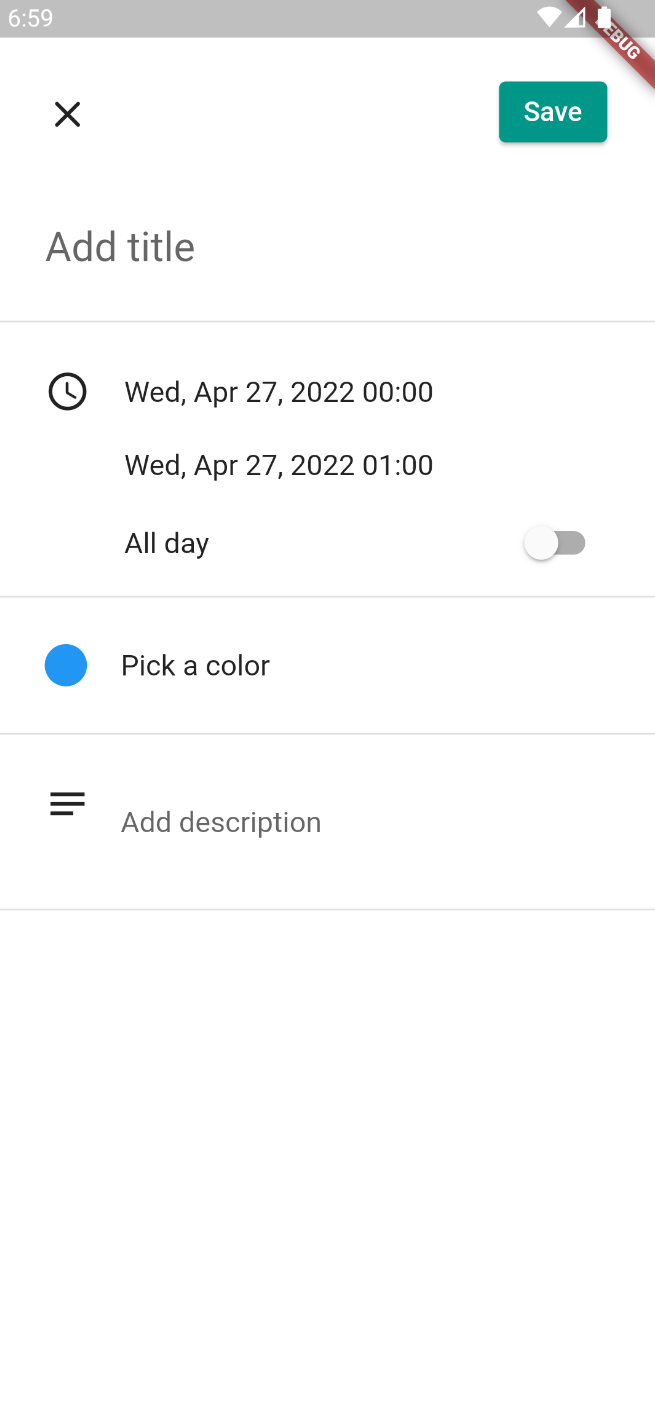 6:59
Save
Add title
Wed, Apr 27, 2022 00:00
Wed, Apr 27, 2022 01:00
All day
Pick a color
Add description